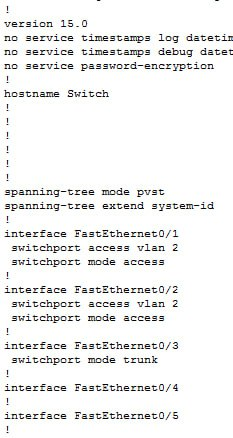 !
version 15.0
no service timestamps log
no service timestamps debug
no service password-encryption
!
hostname Switch
!
!
!
!
!
!
spanning-tree mode pvst
spanning-tree extend system-id
!
interface FastEthernet0/1
 switchport access vlan 2
 switchport mode access
!
interface FastEthernet0/2
 switchport access vlan 2
 switchport mode access
!
interface FastEthernet0/3
 switchport mode trunk
!
interface FastEthernet0/4
!
interface FastEthernet0/5
!